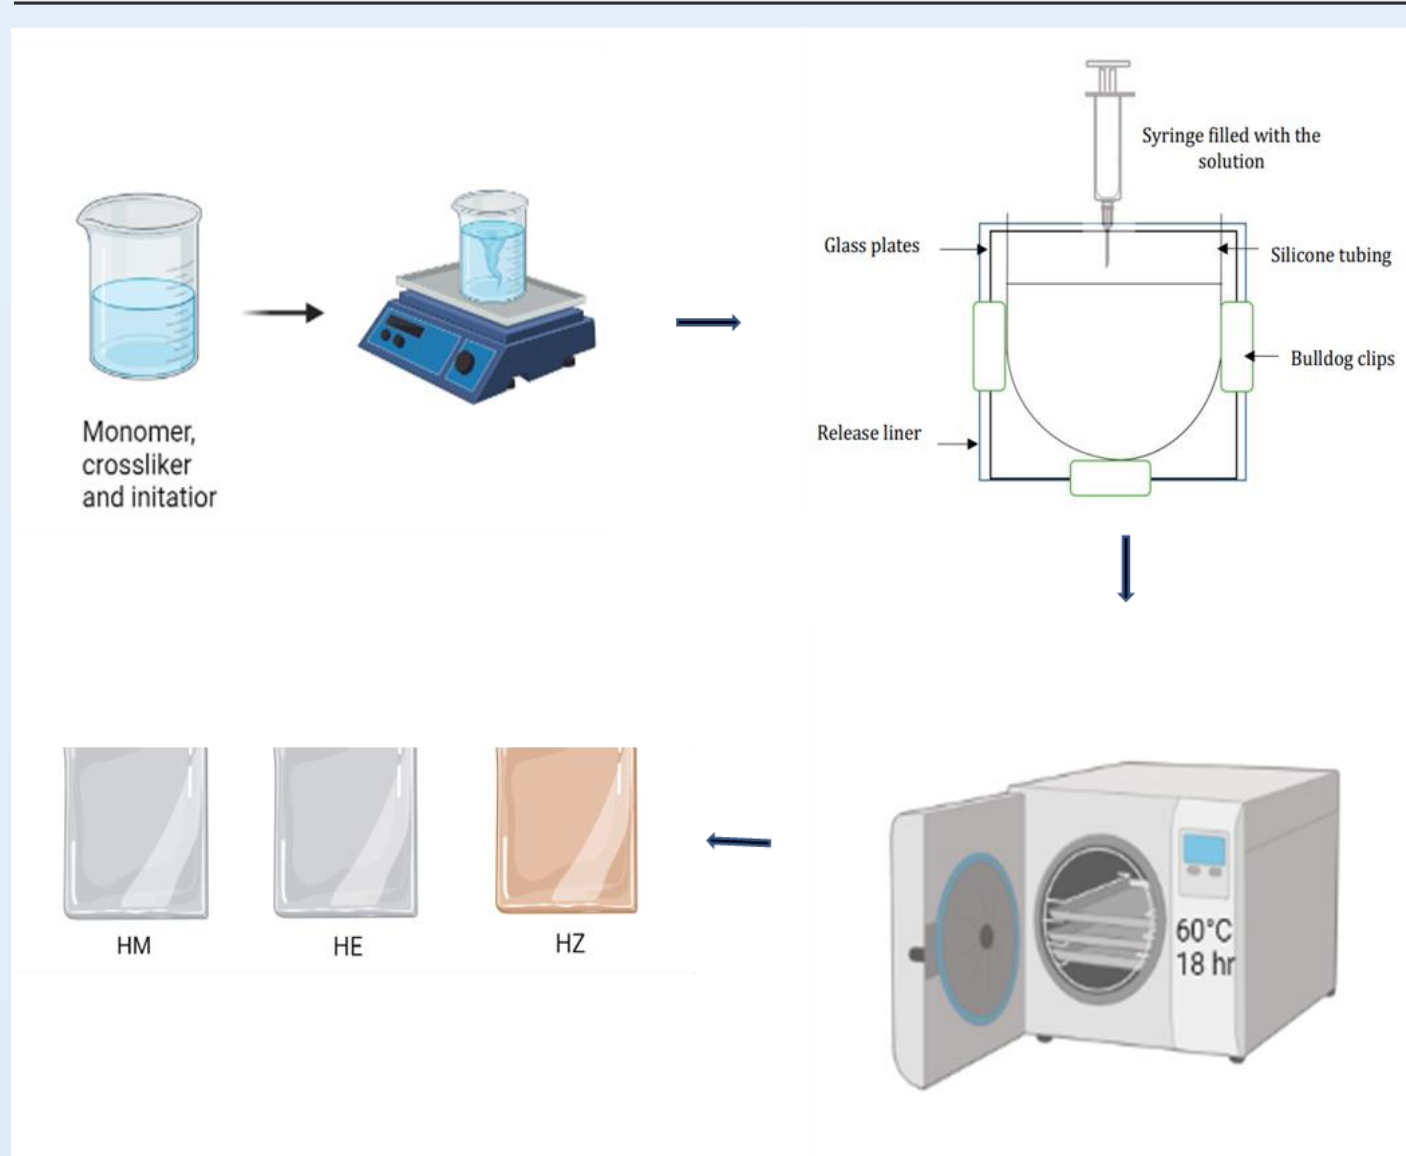 Monomer,
crossliker
and initatior
Syringe filled with the
solution
Glass plates
Silicone tubing
Bulldog clips
Release liner
60°C
18 hr
HM
HE
HZ